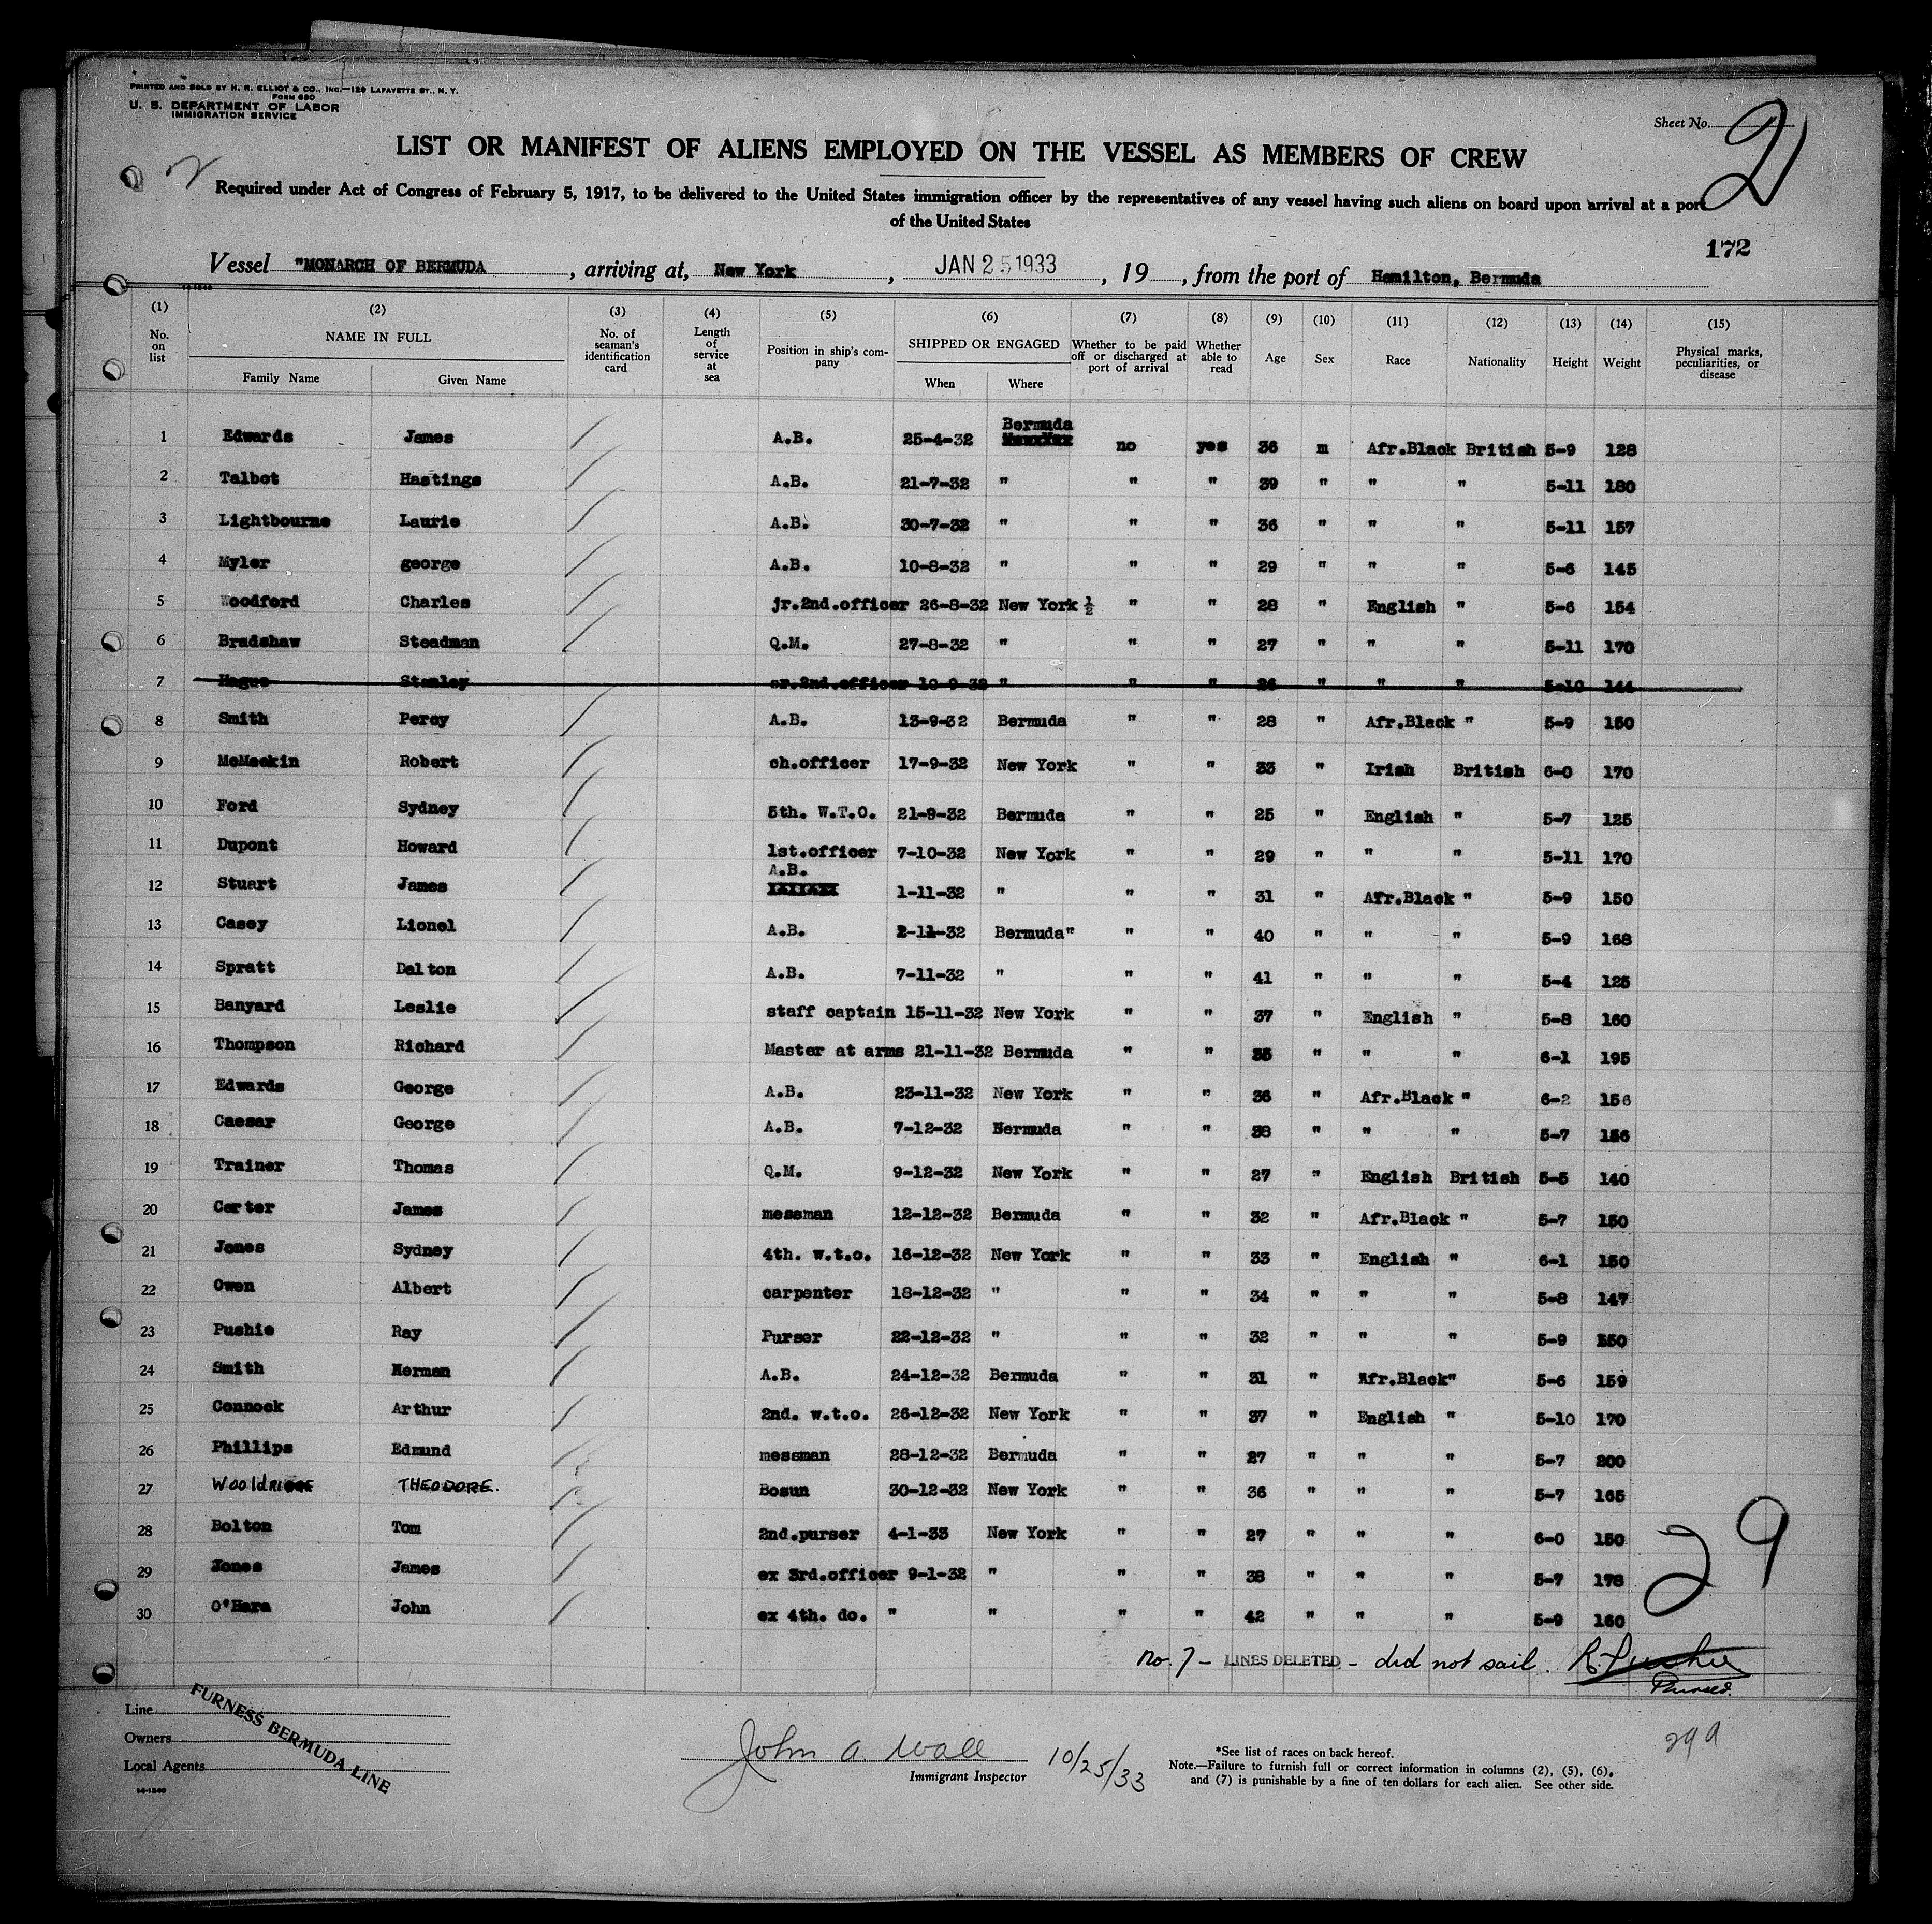 PRINTED AND SOLD BY H. R. ELLIOT & CO., INC.—129 LAFAYETTE ST., N. Y.
FORM 680
U. S. DEPARTMENT OF LABOR
IMMIGRATION SERVICE
Sheet No. 2
LIST OR MANIFEST OF ALIENS EMPLOYED ON THE VESSEL AS MEMBERS OF CREW
Required under Act of Congress of February 5, 1917, to be delivered to the United States immigration officer by the representatives of any vessel having such aliens on board upon arrival at a port
of the United States
172
Vessel "MONARCH OF BERMUDA, arriving at, New York, JAN 25 1933, 19, from the port of Hamilton, Bermuda
(1) (2) (3) (4) (5) (6) (7) (8) (9) (10) (11) (12) (13) (14) (15)
No. on list NAME IN FULL Family Name Given Name No. of seaman's identification card Length of service at sea Position in ship's company SHIPPED OR ENGAGED When Where Whether to be paid off or discharged at port of arrival Whether able to read Age Sex Race Nationality Height Weight Physical marks, peculiarities, or disease
1 Edwards James A.B. 25-4-32 Bermuda no yes 36 m Afr.Black British 5-9 128
2 Talbot Hastings A.B. 21-7-32 " " " 39 " " " 5-11 180
3 Lightbourne Laurie A.B. 30-7-32 " " " 36 " " " 5-11 157
4 Myler george A.B. 10-8-32 " " " 29 " " " 5-6 145
5 Woodford Charles jr.2nd.officer 26-8-32 New York ½ " " 28 " English " 5-6 154
6 Bradshaw Steadman Q.M. 27-8-32 " " " 27 " " " 5-11 170
7 Hague Stanley sr.2nd.officer 10-9-32 " " " 26 " " " 5-10 144
8 Smith Percy A.B. 13-9-32 Bermuda " " 28 " Afr.Black " 5-9 150
9 McMeekin Robert ch.officer 17-9-32 New York " " 33 " Irish British 6-0 170
10 Ford Sydney 5th. W.T.O. 21-9-32 Bermuda " " 25 " English " 5-7 125
11 Dupont Howard 1st.officer 7-10-32 New York " " 29 " " " 5-11 170
12 Stuart James A.B. 1-11-32 " " " 31 " Afr.Black " 5-9 150
13 Casey Lionel A.B. 2-11-32 Bermuda" " " 40 " " " 5-9 168
14 Spratt Dalton A.B. 7-11-32 " " " 41 " " " 5-4 125
15 Banyard Leslie staff captain 15-11-32 New York " " 37 " English " 5-8 160
16 Thompson Richard Master at arms 21-11-32 Bermuda " " 35 " " " 6-1 195
17 Edwards George A.B. 23-11-32 New York " " 36 " Afr.Black " 6-2 156
18 Caesar George A.B. 7-12-32 Bermuda " " 38 " " " 5-7 156
19 Trainer Thomas Q.M. 9-12-32 New York " " 27 " English British 5-5 140
20 Carter James messman 12-12-32 Bermuda " " 32 " Afr.Black " 5-7 150
21 Jones Sydney 4th. w.t.o. 16-12-32 New York " " 33 " English " 6-1 150
22 Owen Albert carpenter 18-12-32 " " " 34 " " " 5-8 147
23 Pushie Ray Purser 22-12-32 " " " 32 " " " 5-9
24 Smith Herman A.B. 24-12-32 Bermuda " " 31 " Afr.Black" 5-6 159
25 Connock Arthur 2nd. w.t.o. 26-12-32 New York " " 37 " English " 5-10 170
26 Phillips Edmund messman 28-12-32 Bermuda " " 27 " " " 5-7 200
27 WooldRIDGE THEODORE. Bosun 30-12-32 New York " " 36 " " " 5-7 165
28 Bolton Tom 2nd.purser 4-1-33 New York " " 27 " " " 6-0 150
29 Jones James ex 3rd.officer 9-1-32 " " " 38 " " " 5-7 178
30 O'Hara John ex 4th. do. " " " " 42 " " " 5-9 160
29
no. 7 - LINES DELETED - did not sail. R. Pushie
Purser.
Line
Owners
Local Agents
FURNESS BERMUDA LINE
14-1240
John A. Wall 10/25/33
Immigrant Inspector
*See list of races on back hereof.
Note.—Failure to furnish full or correct information in columns (2), (5), (6),
and (7) is punishable by a fine of ten dollars for each alien. See other side.